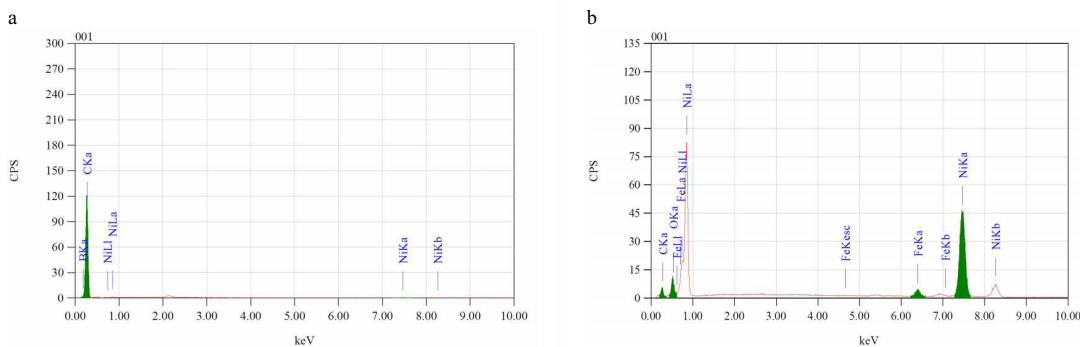 a
001
CPS
300
270
240
210
180
150
120
90
60
30
0
BKa
CKa
NiLl
NiLa
NiKa
NiKb
0.00 1.00 2.00 3.00 4.00 5.00 6.00 7.00 8.00 9.00 10.00
keV
b
001
CPS
135
120
105
90
75
60
45
30
15
0
CKa
OKa
FeLl
FeLa
NiLl
NiLa
FeKesc
FeKa
FeKb
NiKa
NiKb
0.00 1.00 2.00 3.00 4.00 5.00 6.00 7.00 8.00 9.00 10.00
keV